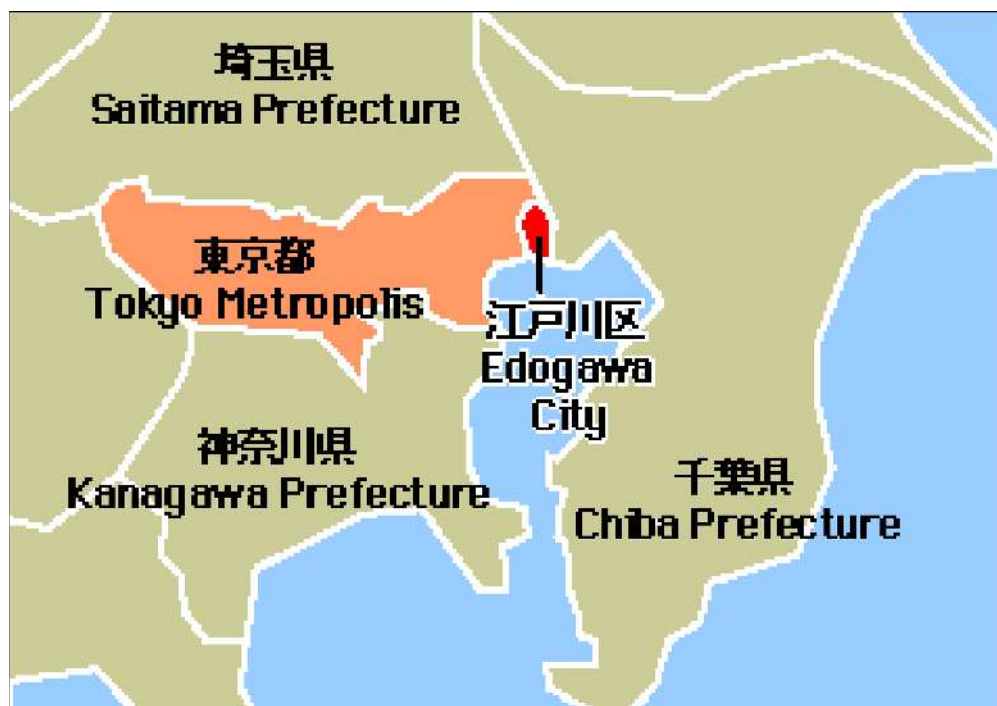 埼玉県
Saitama Prefecture
東京都
Tokyo Metropolis
江戸川区
Edogawa
City
神奈川県
Kanagawa Prefecture
千葉県
Chiba Prefecture